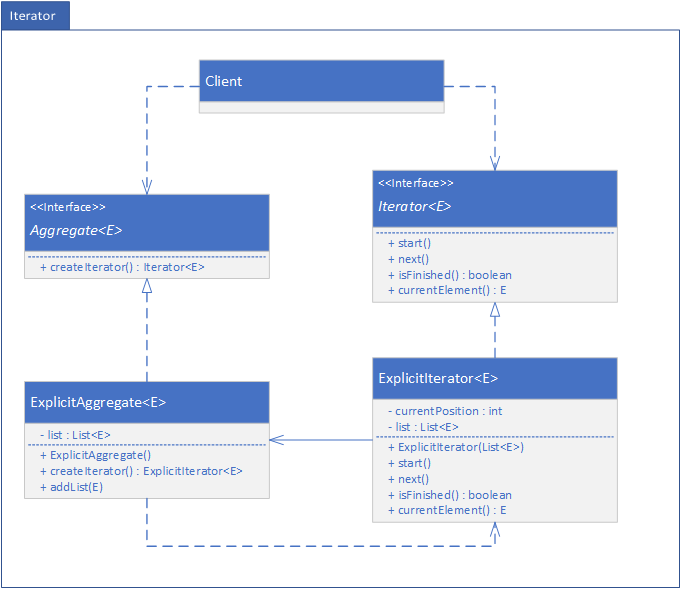 Iterator
Client
<<Interface>>
Aggregate<E>
+ createIterator() : Iterator<E>
<<Interface>>
Iterator<E>
+ start()
+ next()
+ isFinished() : boolean
+ currentElement() : E
ExplicitAggregate<E>
- list : List<E>
+ ExplicitAggregate()
+ createIterator() : ExplicitIterator<E>
+ addList(E)
ExplicitIterator<E>
- currentPosition : int
- list : List<E>
+ ExplicitIterator(List<E>)
+ start()
+ next()
+ isFinished() : boolean
+ currentElement() : E